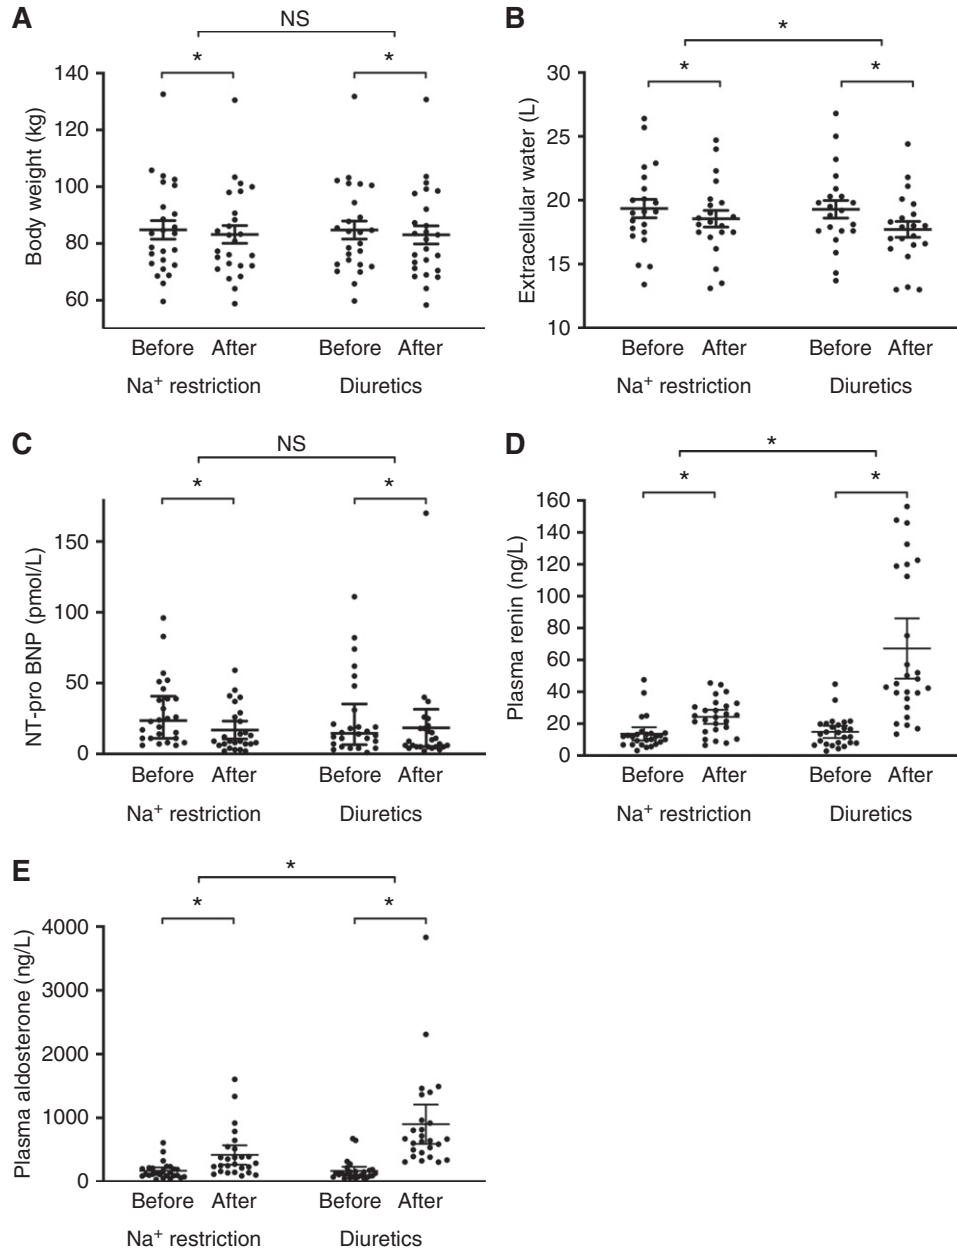 A
NS
*
*
Body weight (kg)
140
120
100
80
60
Before After Before After
Na⁺ restriction Diuretics
B
*
*
*
Extracellular water (L)
30
25
20
15
10
Before After Before After
Na⁺ restriction Diuretics
C
NS
*
*
NT-pro BNP (pmol/L)
150
100
50
0
Before After Before After
Na⁺ restriction Diuretics
D
*
*
*
Plasma renin (ng/L)
160
140
120
100
80
60
40
20
0
Before After Before After
Na⁺ restriction Diuretics
E
*
*
*
Plasma aldosterone (ng/L)
4000
3000
2000
1000
0
Before After Before After
Na⁺ restriction Diuretics